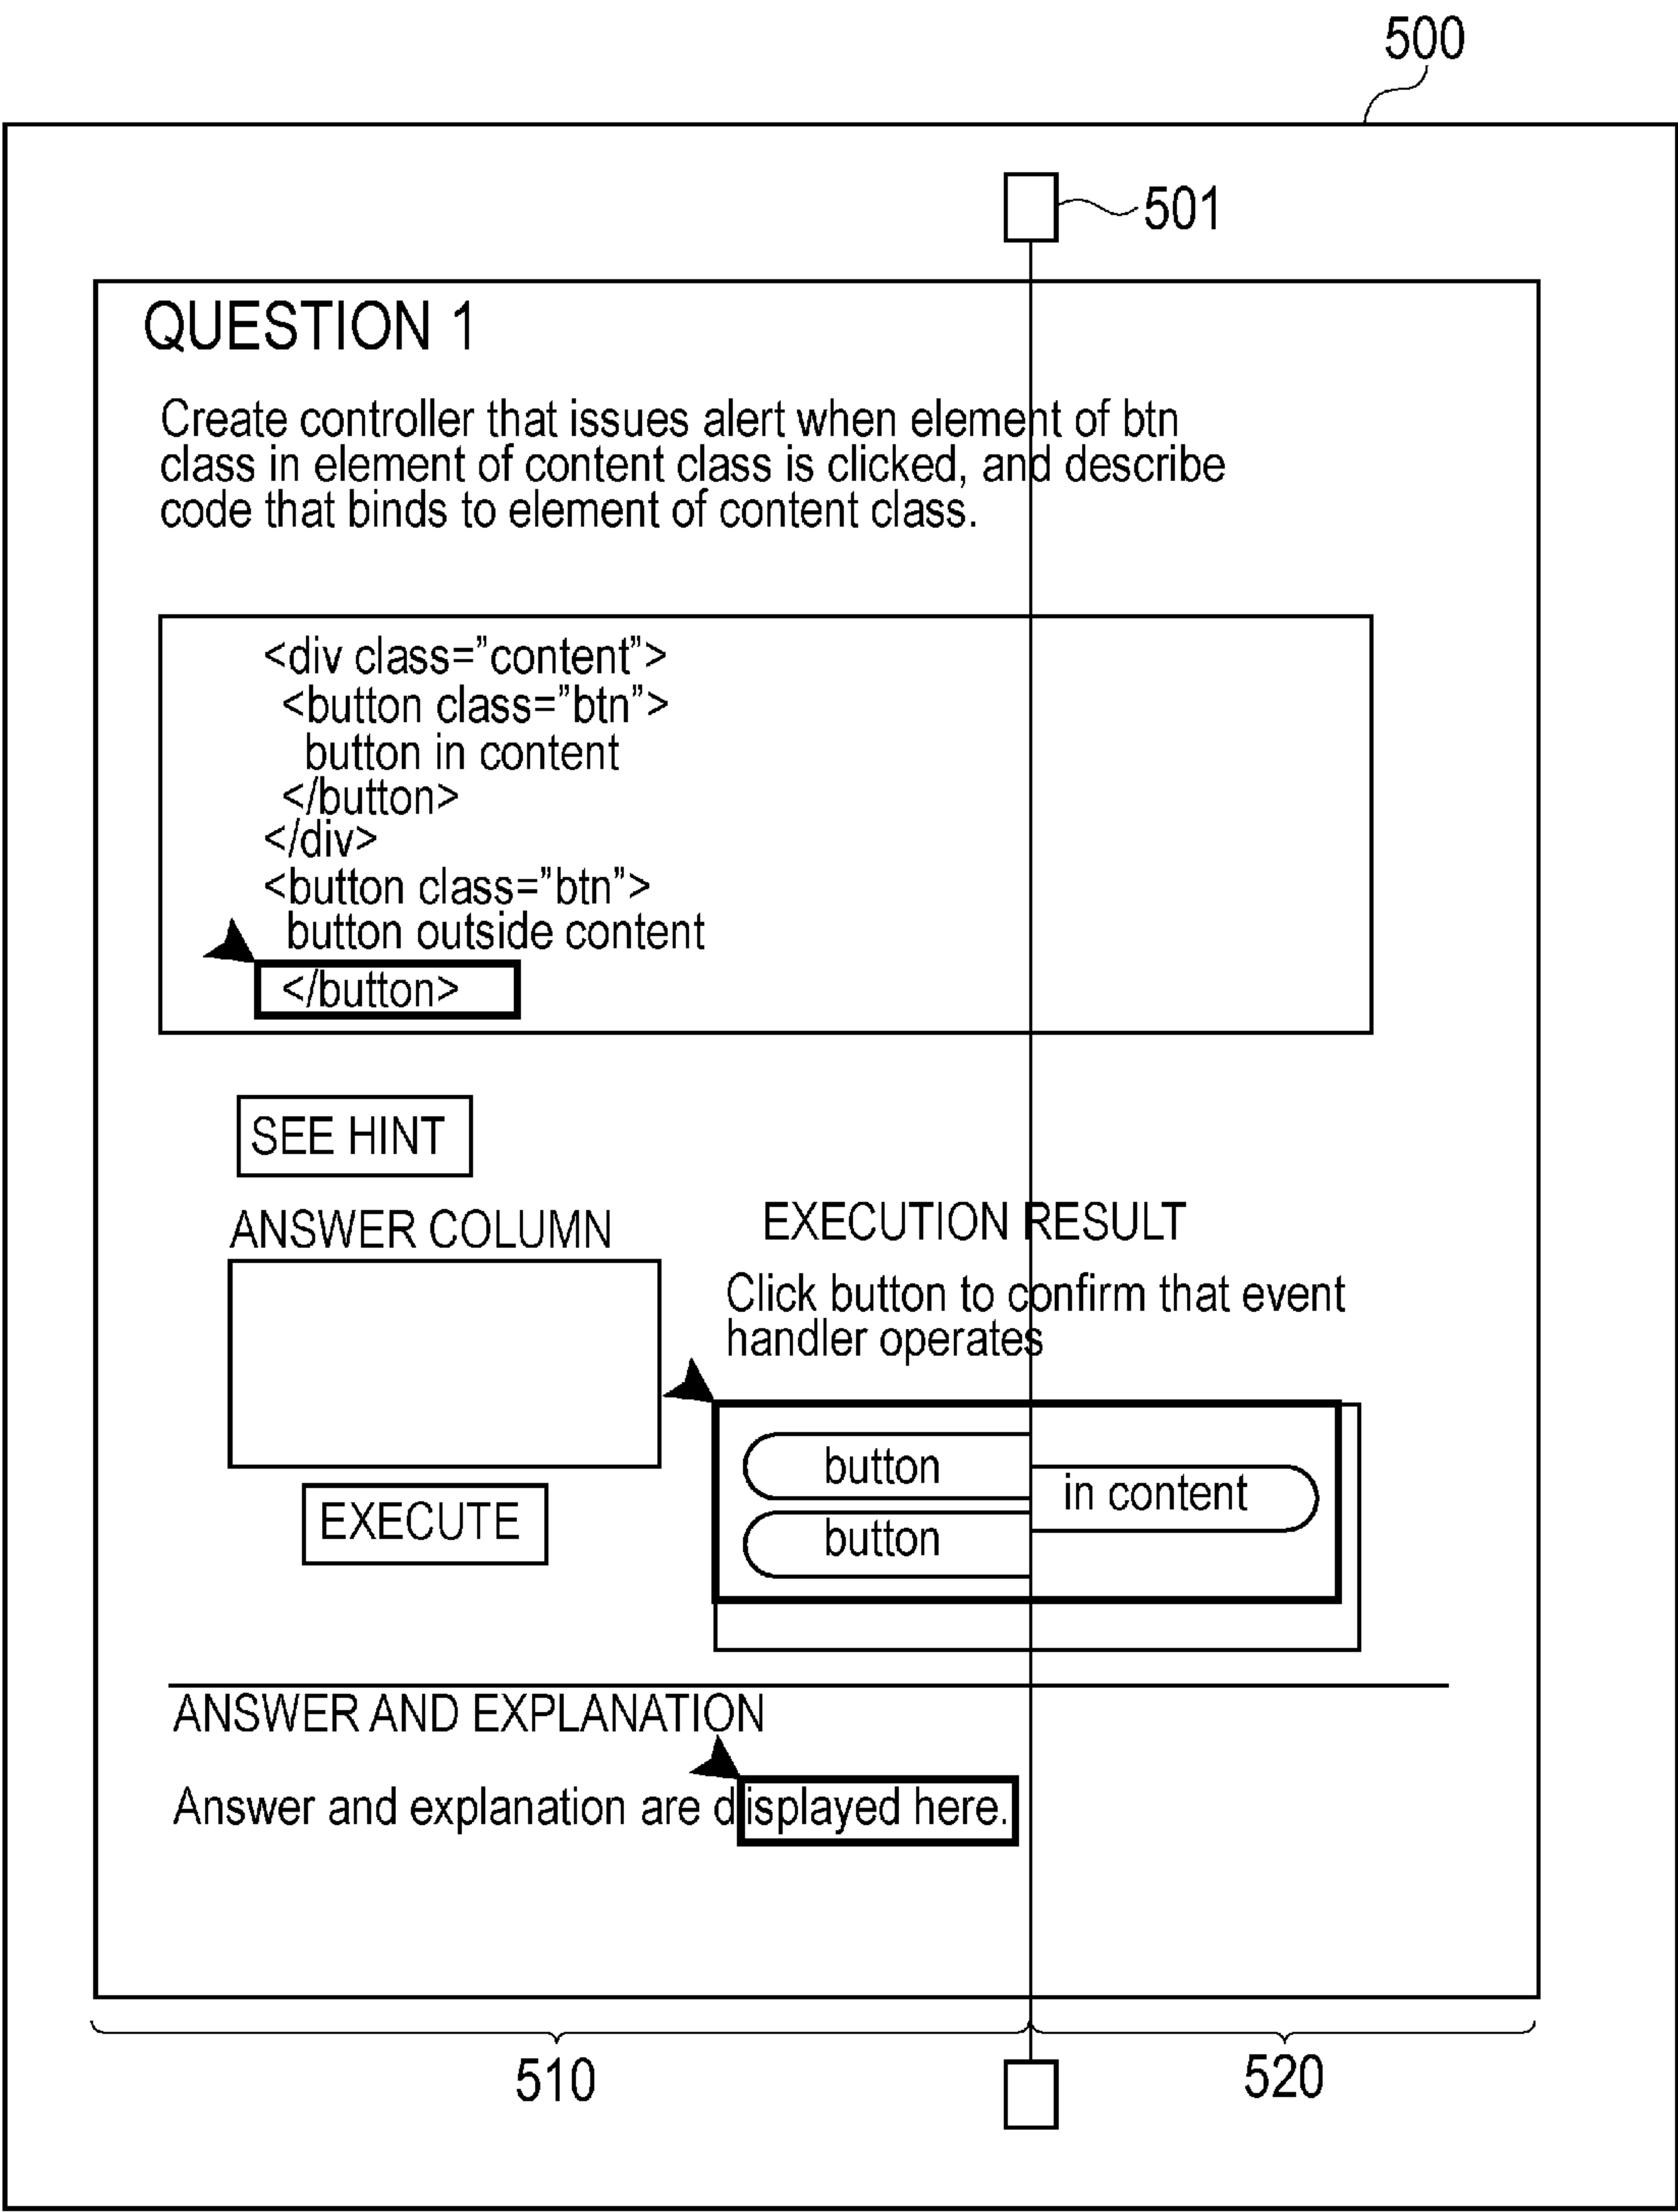 500
501
QUESTION 1
Create controller that issues alert when element of btn
class in element of content class is clicked, and describe
code that binds to element of content class.
<div class=”content”>
<button class=”btn”>
button in content
</button>
</div>
<button class=”btn”>
button outside content
</button>
SEE HINT
ANSWER COLUMN
EXECUTE
EXECUTION RESULT
Click button to confirm that event
handler operates
button
in content
button
ANSWER AND EXPLANATION
Answer and explanation are displayed here.
510
520